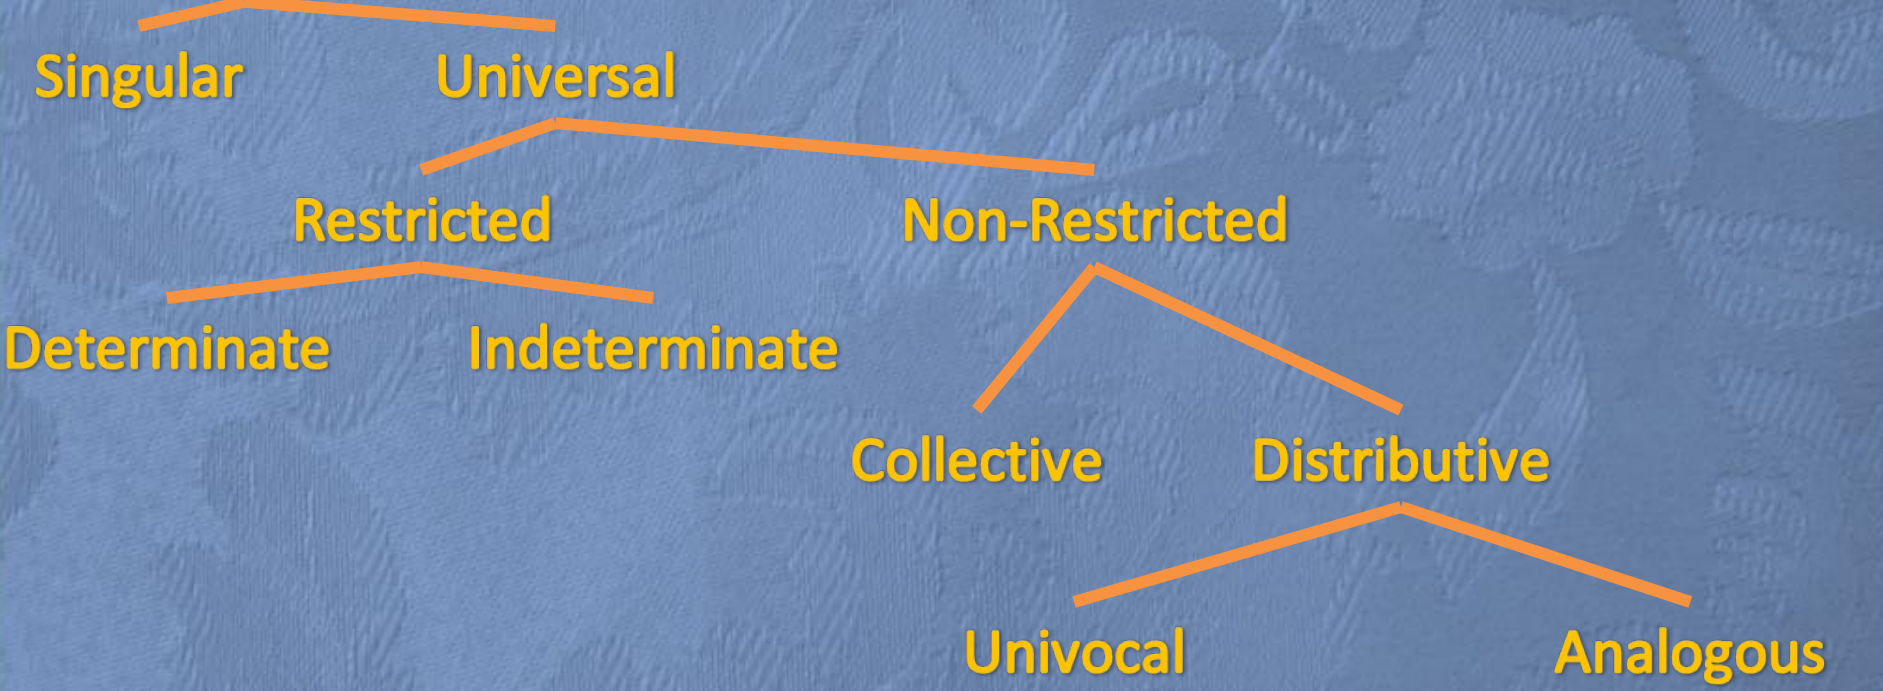 Singular Universal
Restricted Non-Restricted
Determinate Indeterminate
Collective Distributive
Univocal Analogous